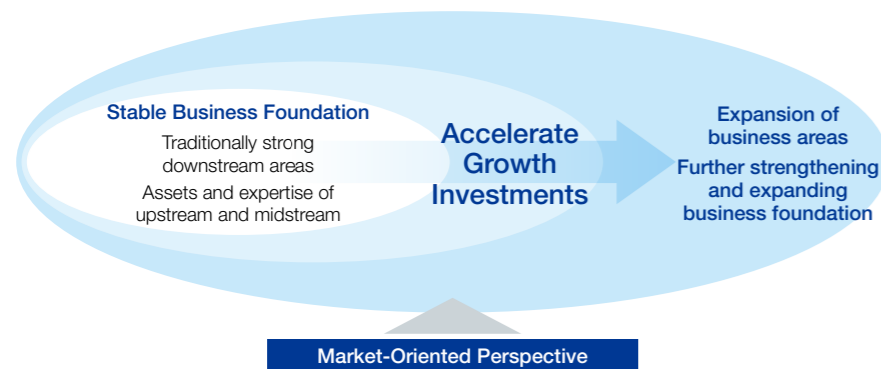 Stable Business Foundation
Traditionally strong
downstream areas
Assets and expertise of
upstream and midstream
Accelerate
Growth
Investments
Expansion of
business areas
Further strengthening
and expanding
business foundation
Market-Oriented Perspective